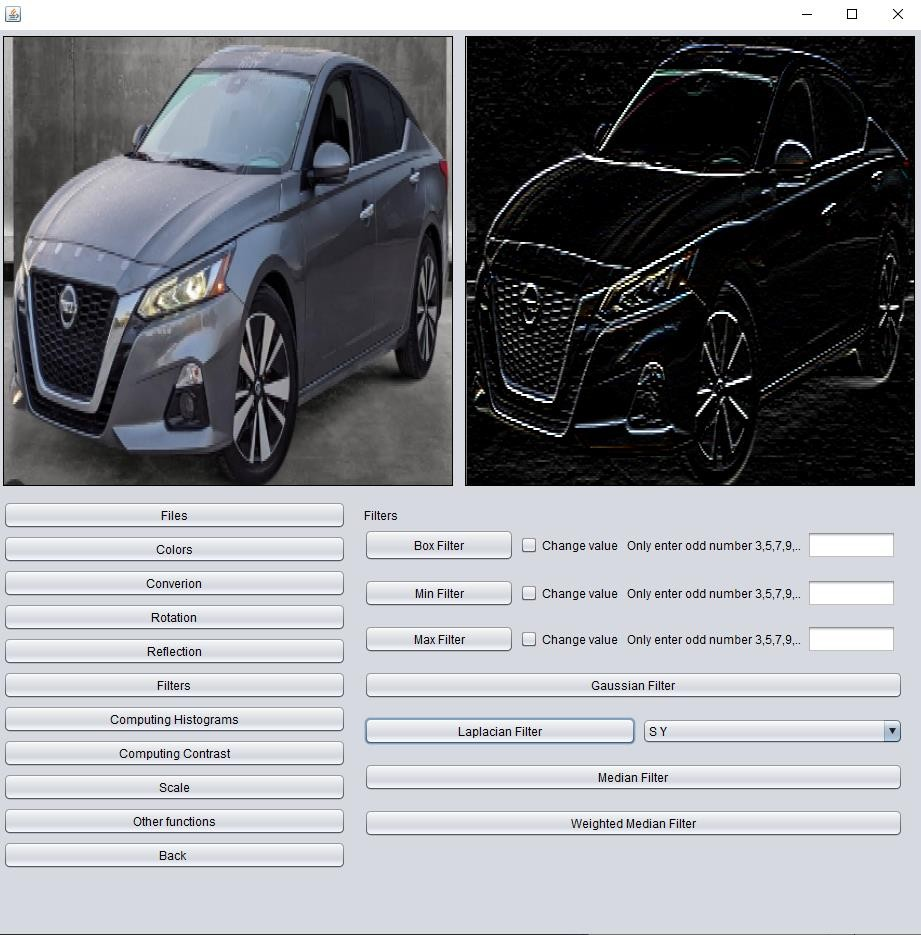 Files
Colors
Converion
Rotation
Reflection
Filters
Computing Histograms
Computing Contrast
Scale
Other functions
Back
Filters
Box Filter Change value Only enter odd number 3,5,7,9,..
Min Filter Change value Only enter odd number 3,5,7,9,..
Max Filter Change value Only enter odd number 3,5,7,9,..
Gaussian Filter
Laplacian Filter S Y
Median Filter
Weighted Median Filter